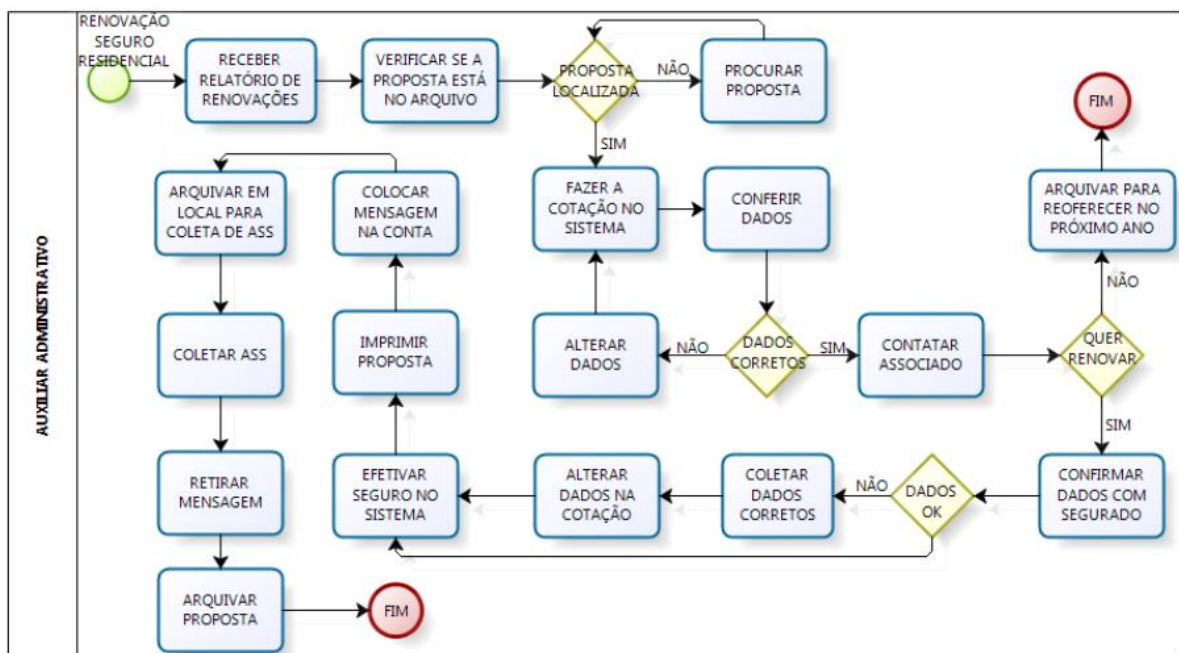 AUXILIAR ADMINISTRATIVO
RENOVAÇÃO
SEGURO
RESIDENCIAL
RECEBER
RELATÓRIO DE
RENOVAÇÕES
VERIFICAR SE A
PROPOSTA ESTÁ
NO ARQUIVO
PROPOSTA
LOCALIZADA
NÃO
PROCURAR
PROPOSTA
SIM
FAZER A
COTAÇÃO NO
SISTEMA
CONFERIR
DADOS
DADOS
CORRETOS
NÃO
ALTERAR
DADOS
SIM
CONTATAR
ASSOCIADO
QUER
RENOVAR
NÃO
ARQUIVAR PARA
REOFERECER NO
PRÓXIMO ANO
FIM
SIM
CONFIRMAR
DADOS COM
SEGURADO
DADOS
OK
NÃO
COLETAR
DADOS
CORRETOS
ALTERAR
DADOS NA
COTAÇÃO
EFETIVAR
SEGURO NO
SISTEMA
IMPRIMIR
PROPOSTA
COLOCAR
MENSAGEM
NA CONTA
ARQUIVAR EM
LOCAL PARA
COLETA DE ASS
COLETAR ASS
RETIRAR
MENSAGEM
ARQUIVAR
PROPOSTA
FIM